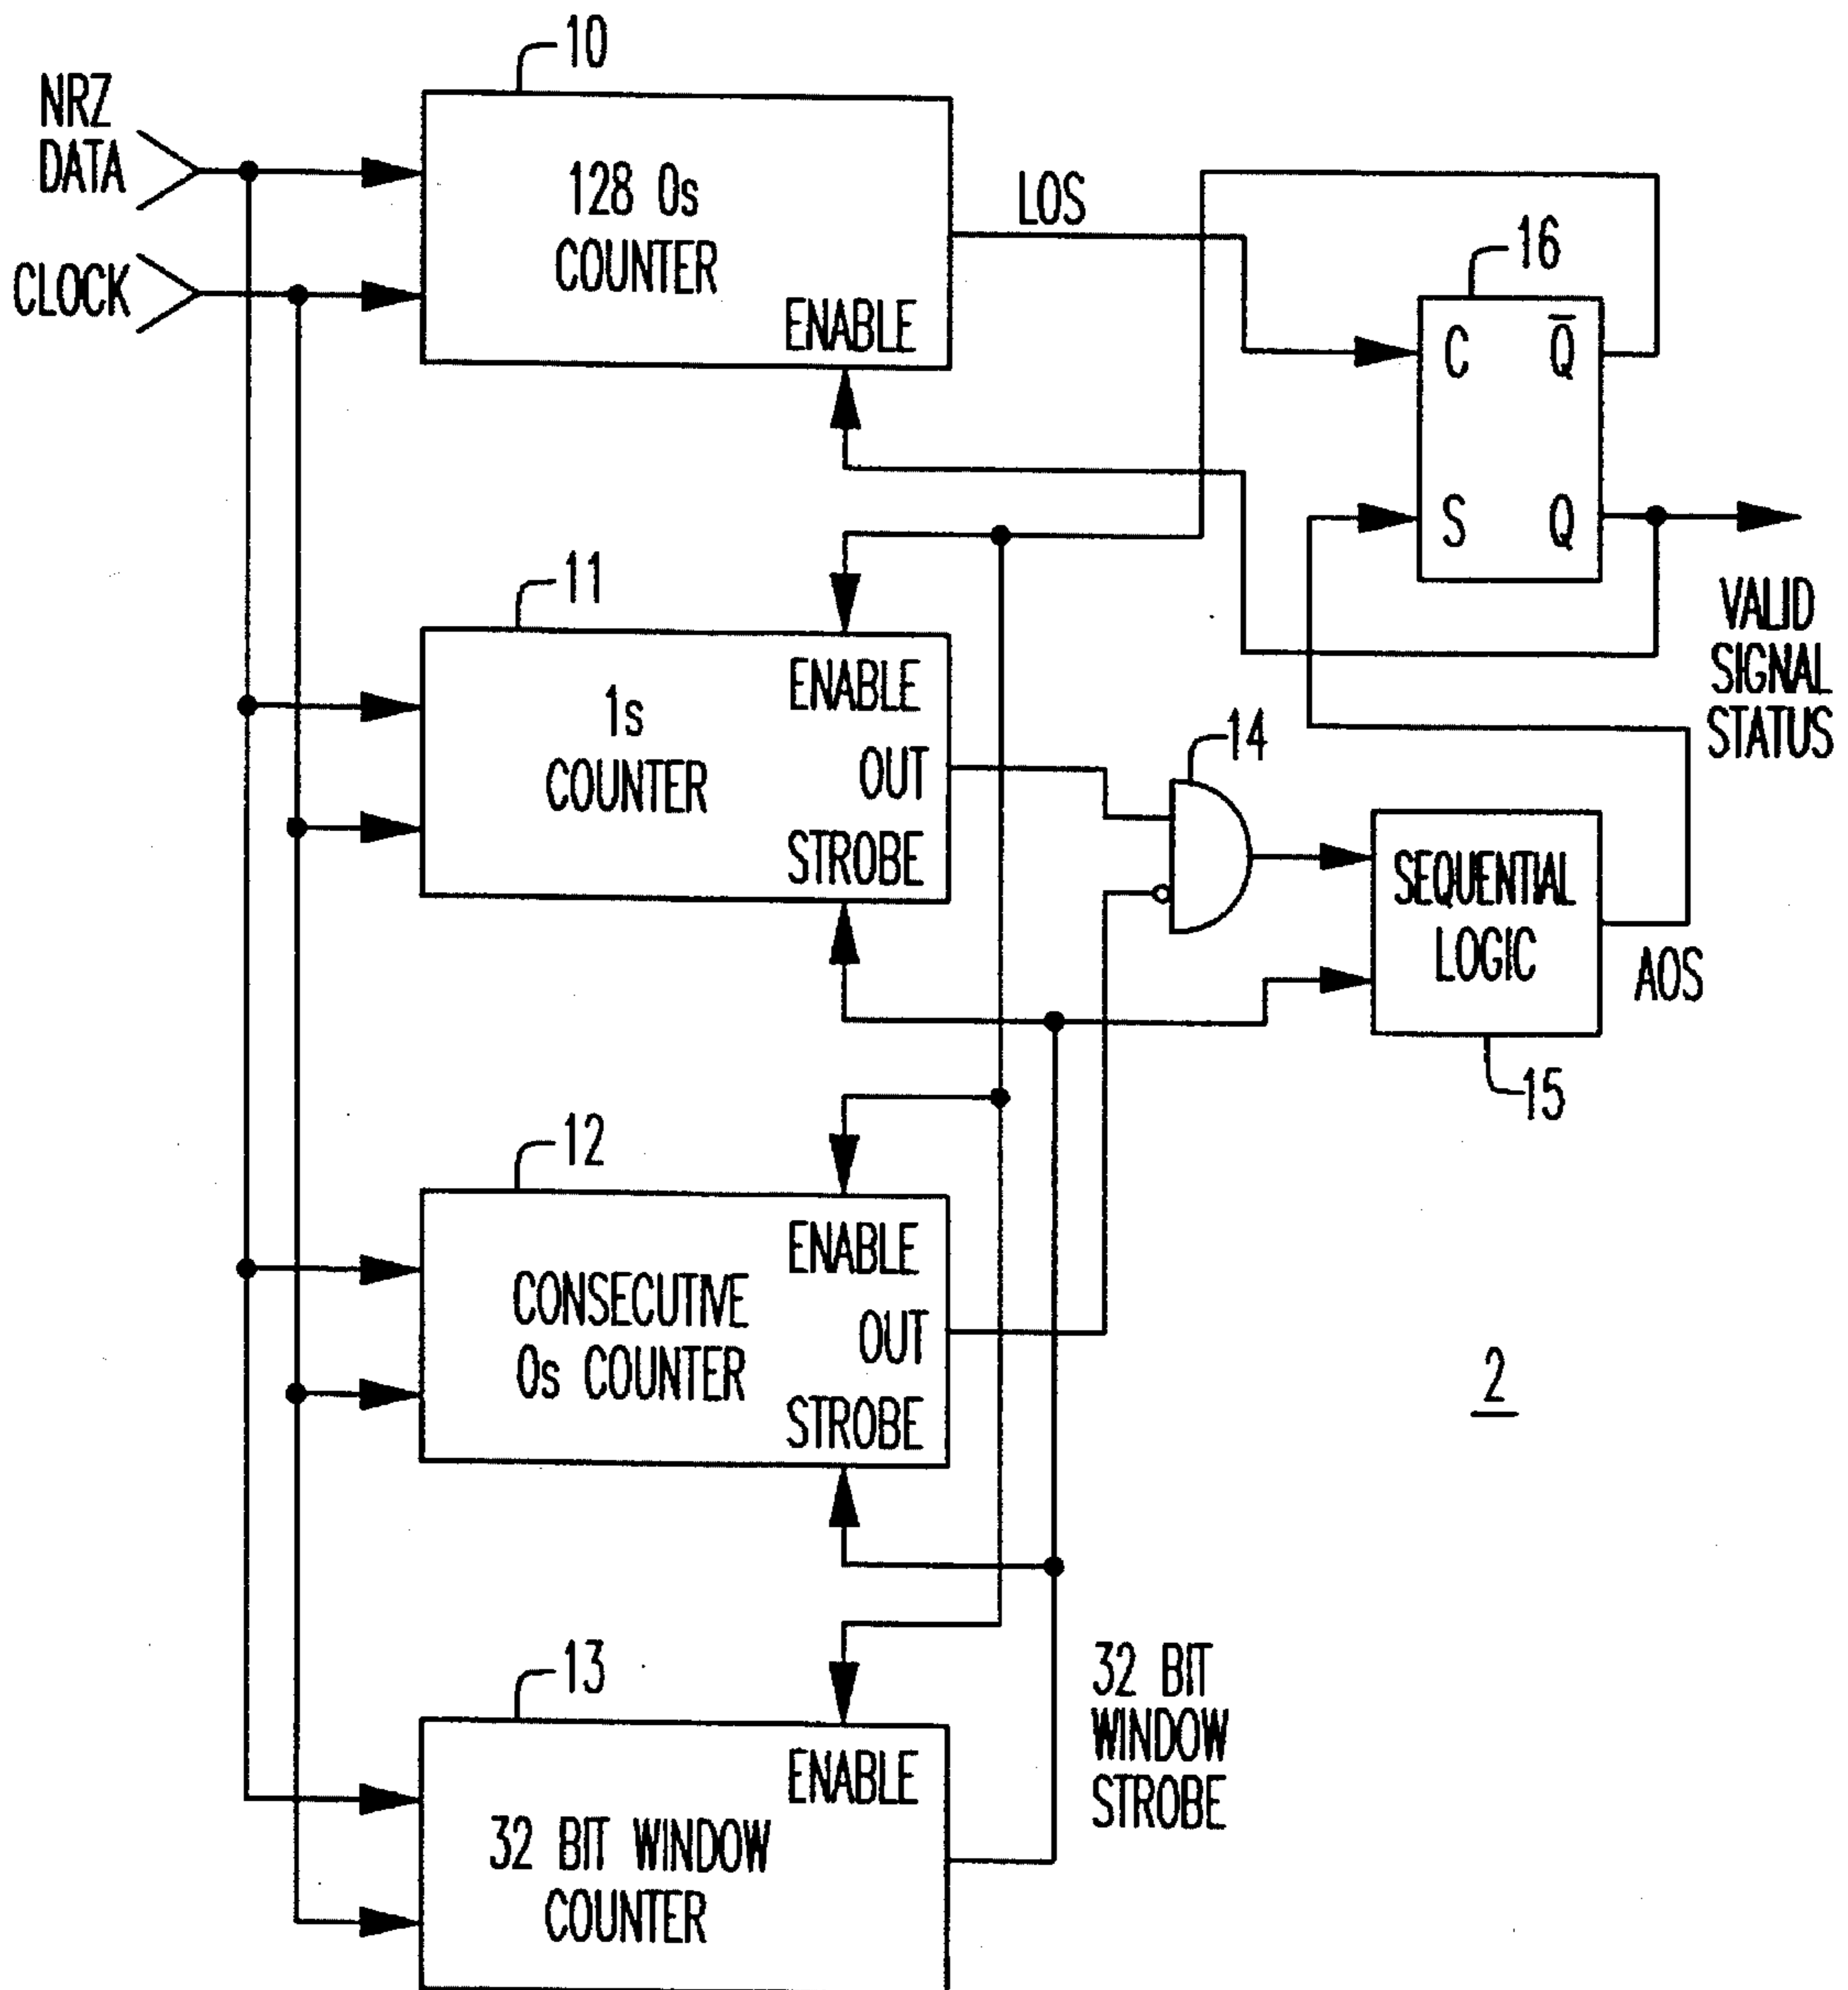 10
NRZ
DATA
CLOCK
128 0s
COUNTER
ENABLE
LOS
16
C
Q̅
S
Q
VALID
SIGNAL
STATUS
11
1s
COUNTER
ENABLE
OUT
STROBE
14
SEQUENTIAL
LOGIC
AOS
15
12
CONSECUTIVE
0s COUNTER
ENABLE
OUT
STROBE
2
13
32 BIT WINDOW
COUNTER
ENABLE
32 BIT
WINDOW
STROBE